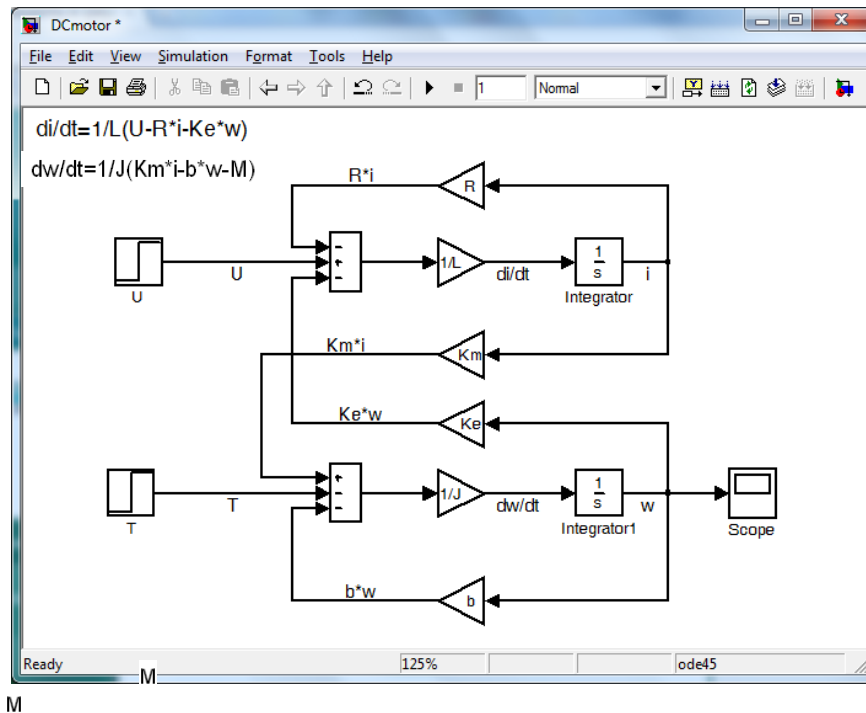 DCmotor *
File Edit View Simulation Format Tools Help
1 Normal
di/dt=1/L(U-R*i-Ke*w)
dw/dt=1/J(Km*i-b*w-M)
R*i
R
U
U
1/L
di/dt
1
s
Integrator
i
Km*i
Km
Ke*w
Ke
T
T
1/J
dw/dt
1
s
Integrator1
w
Scope
b*w
b
Ready 125% ode45
M
M